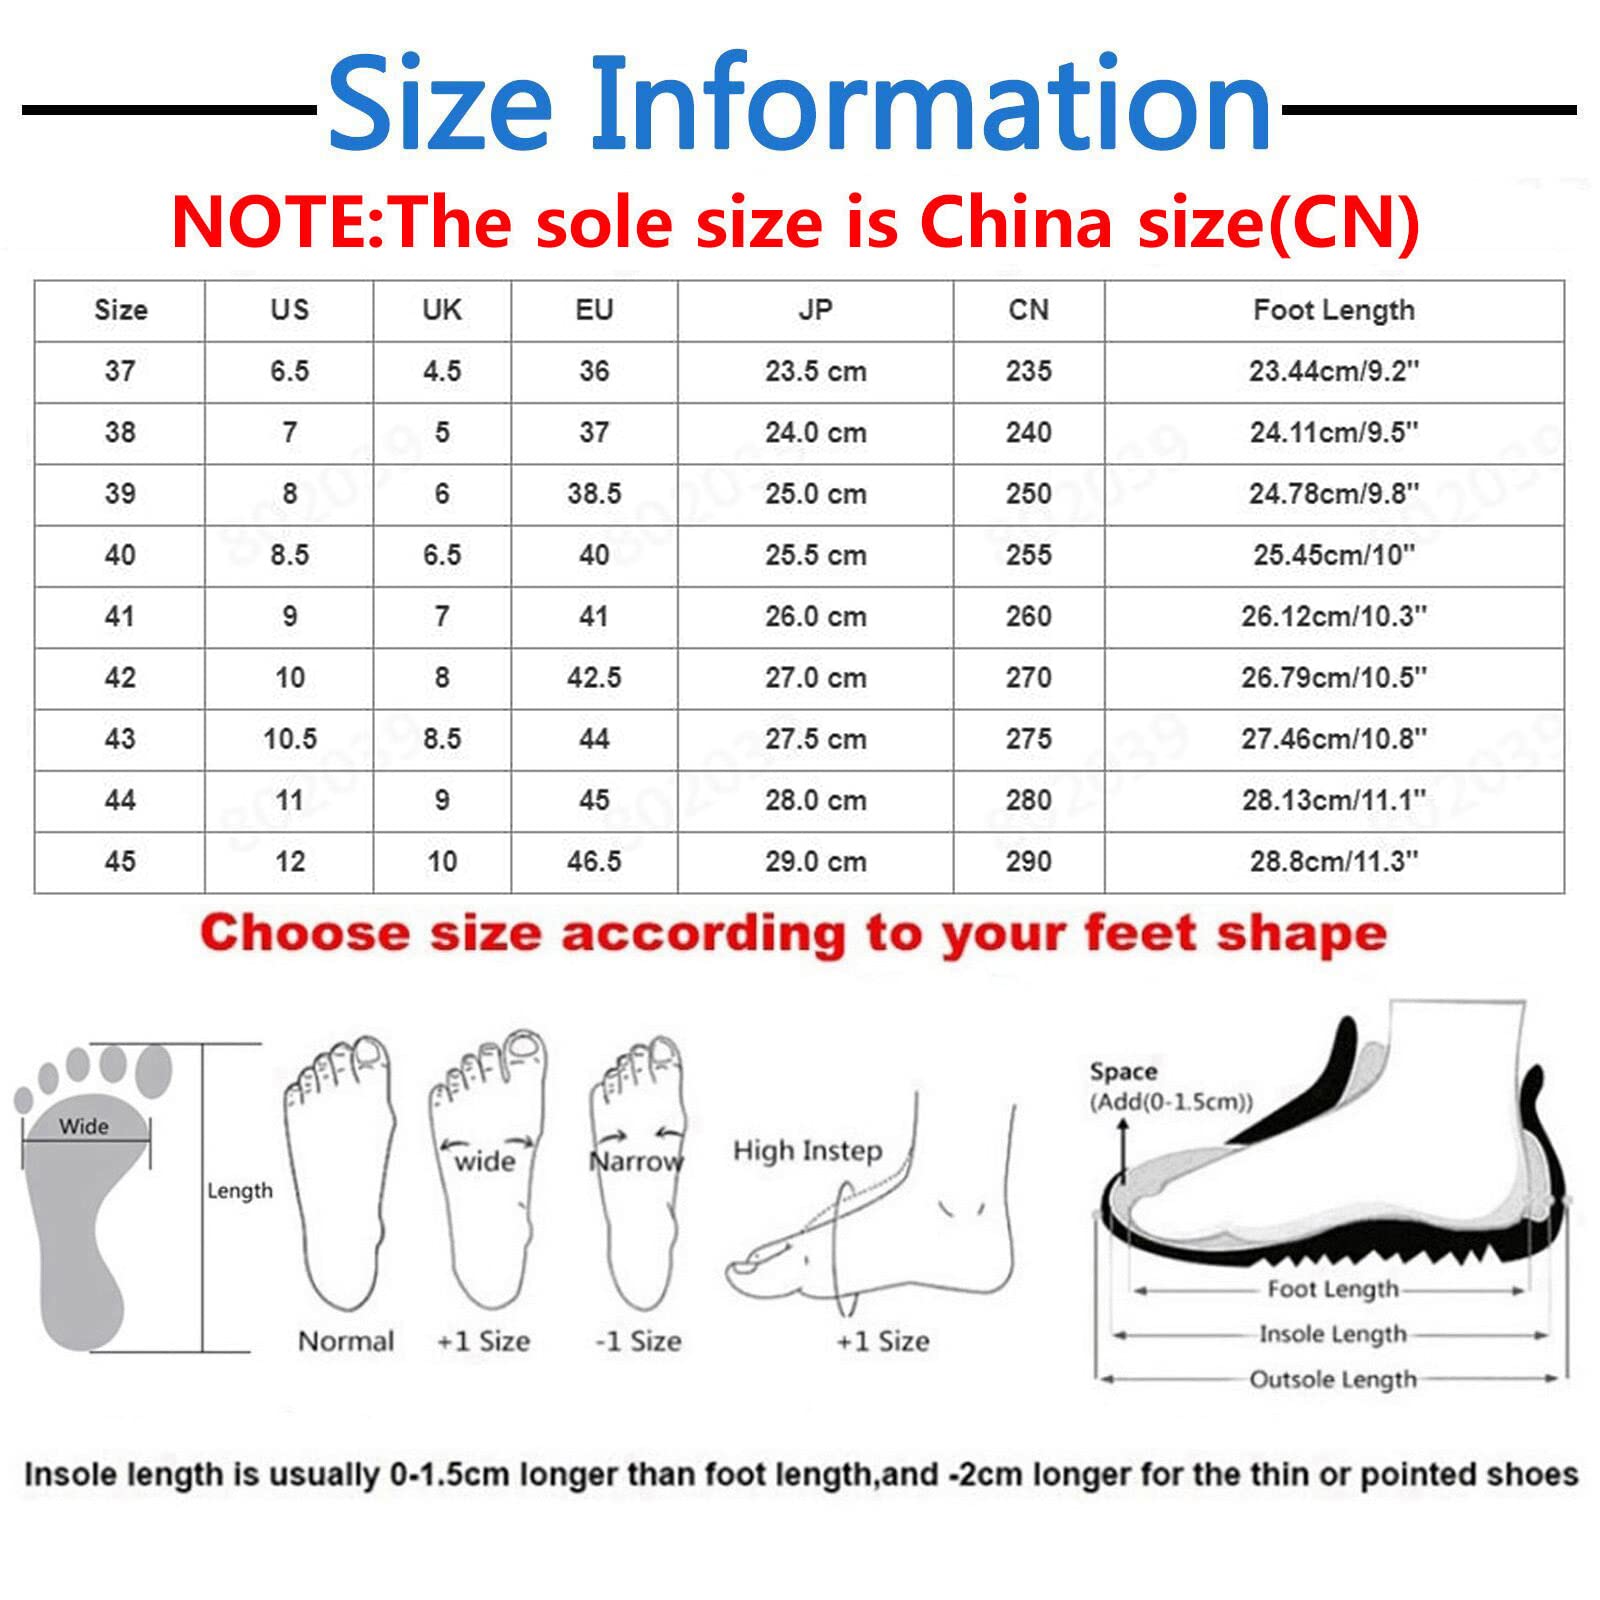 Size Information
NOTE:The sole size is China size(CN)
Size US UK EU JP CN Foot Length
37 6.5 4.5 36 23.5 cm 235 23.44cm/9.2"
38 7 5 37 24.0 cm 240 24.11cm/9.5"
39 8 6 38.5 25.0 cm 250 24.78cm/9.8"
40 8.5 6.5 40 25.5 cm 255 25.45cm/10"
41 9 7 41 26.0 cm 260 26.12cm/10.3"
42 10 8 42.5 27.0 cm 270 26.79cm/10.5"
43 10.5 8.5 44 27.5 cm 275 27.46cm/10.8"
44 11 9 45 28.0 cm 280 28.13cm/11.1"
45 12 10 46.5 29.0 cm 290 28.8cm/11.3"
802039 802039 802039 802039
802039 802039 802039 802039
Choose size according to your feet shape
Wide
Length
Normal
wide
+1 Size
Narrow
-1 Size
High Instep
+1 Size
Space
(Add(0-1.5cm))
Foot Length
Insole Length
Outsole Length
Insole length is usually 0-1.5cm longer than foot length,and -2cm longer for the thin or pointed shoes